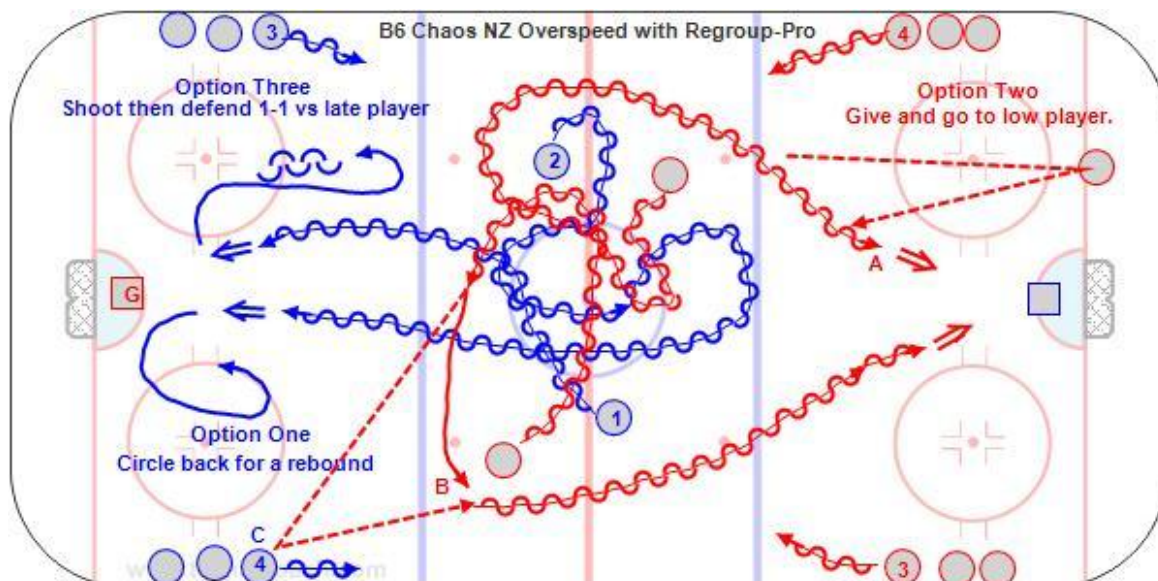 B6 Chaos NZ Overspeed with Regroup-Pro
3
4
Option Three
Shoot then defend 1-1 vs late player
Option Two
Give and go to low player.
2
A
G
1
Option One
Circle back for a rebound
B
C
4
3